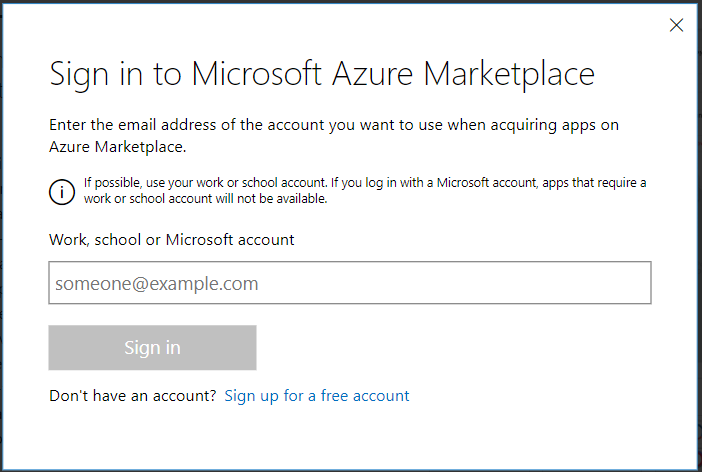 Sign in to Microsoft Azure Marketplace
Enter the email address of the account you want to use when acquiring apps on
Azure Marketplace.
If possible, use your work or school account. If you log in with a Microsoft account, apps that require a
work or school account will not be available.
Work, school or Microsoft account
someone@example.com
Sign in
Don't have an account? Sign up for a free account